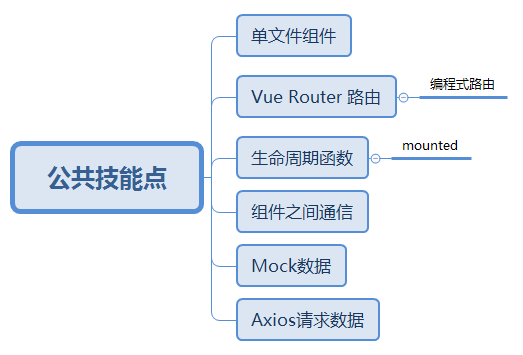 公共技能点
单文件组件
Vue Router 路由
编程式路由
生命周期函数
mounted
组件之间通信
Mock数据
Axios请求数据